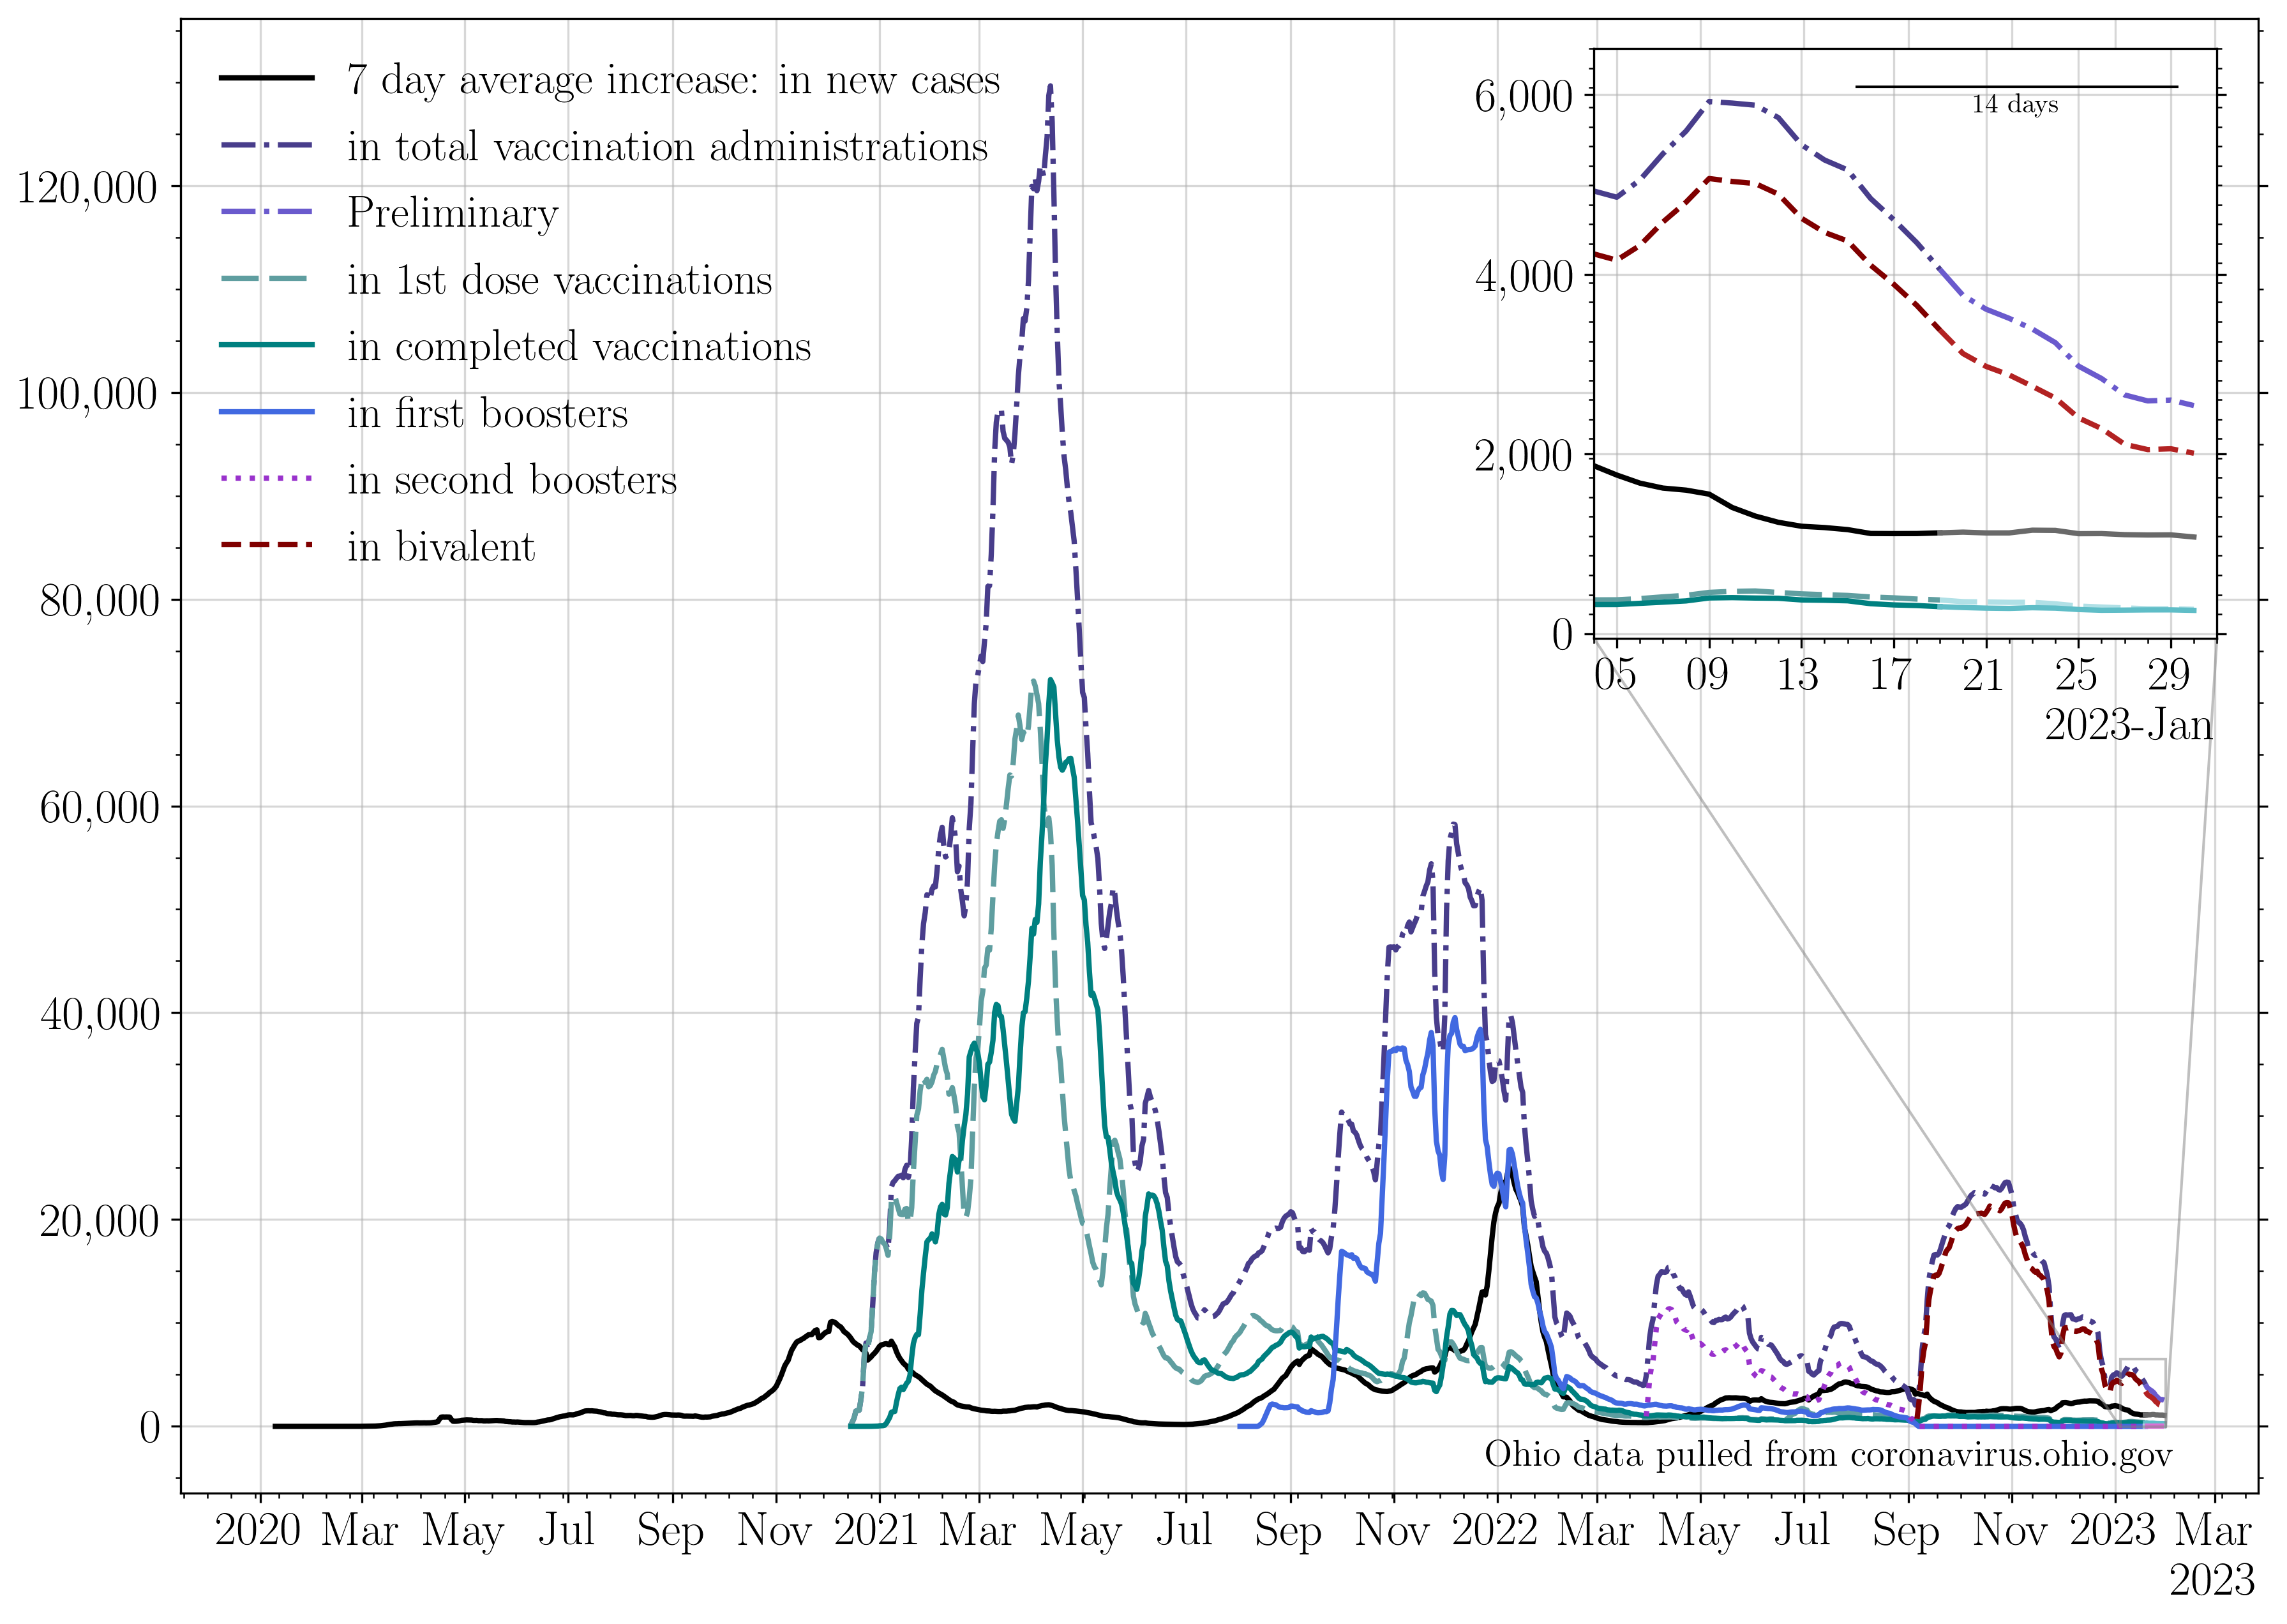 7 day average increase: in new cases
in total vaccination administrations
Preliminary
in 1st dose vaccinations
in completed vaccinations
in first boosters
in second boosters
in bivalent
120,000
100,000
80,000
60,000
40,000
20,000
0
6,000
4,000
2,000
0
14 days
05 09 13 17 21 25 29
2023-Jan
Ohio data pulled from coronavirus.ohio.gov
2020 Mar May Jul Sep Nov 2021 Mar May Jul Sep Nov 2022 Mar May Jul Sep Nov 2023 Mar
2023